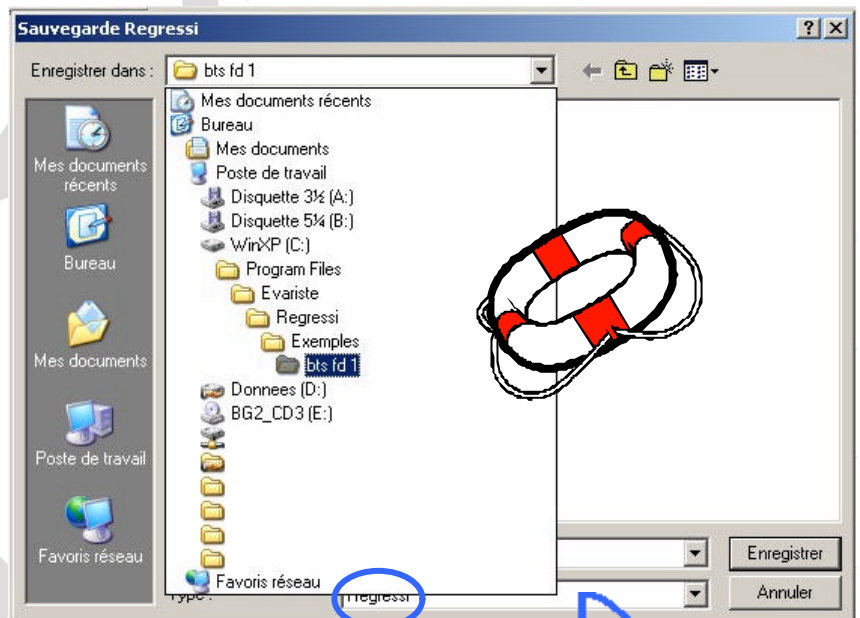 Sauvegarde Regressi
Enregistrer dans : bts fd 1
Mes documents récents
Bureau
Mes documents
Poste de travail
Disquette 3½ (A:)
Disquette 5¼ (B:)
WinXP (C:)
Program Files
Evariste
Regressi
Exemples
bts fd 1
Donnees (D:)
BG2_CD3 (E:)
Favoris réseau
Mes documents
récents
Bureau
Mes documents
Poste de travail
Favoris réseau
Enregistrer
Type : Regressi
Annuler